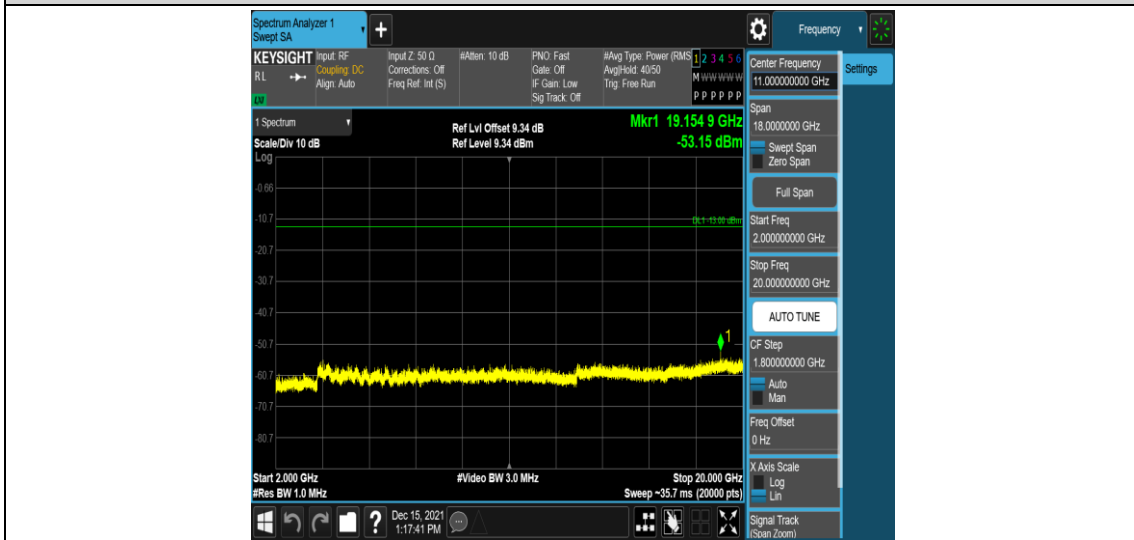 Spectrum Analyzer 1
Swept SA
+
Frequency
KEYSIGHT
RL
LXI
Input: RF
Coupling: DC
Align: Auto
Input Z: 50 Ω
Corrections: Off
Freq Ref: Int (S)
#Atten: 10 dB
PNO: Fast
Gate: Off
IF Gain: Low
Sig Track: Off
#Avg Type: Power (RMS
Avg|Hold: 40/50
Trig: Free Run
1 2 3 4 5 6
M W W W W W
P P P P P P
1 Spectrum
Scale/Div 10 dB
Log
Ref Lvl Offset 9.34 dB
Ref Level 9.34 dBm
Mkr1 19.154 9 GHz
-53.15 dBm
-0.66
-10.7
DL1 -13.00 dBm
-20.7
-30.7
-40.7
-50.7
1
-60.7
-70.7
-80.7
Start 2.000 GHz
#Res BW 1.0 MHz
#Video BW 3.0 MHz
Stop 20.000 GHz
Sweep ~35.7 ms (20000 pts)
?
Dec 15, 2021
1:17:41 PM
Center Frequency
11.000000000 GHz
Settings
Span
18.0000000 GHz
Swept Span
Zero Span
Full Span
Start Freq
2.000000000 GHz
Stop Freq
20.000000000 GHz
AUTO TUNE
CF Step
1.800000000 GHz
Auto
Man
Freq Offset
0 Hz
X Axis Scale
Log
Lin
Signal Track
(Span Zoom)